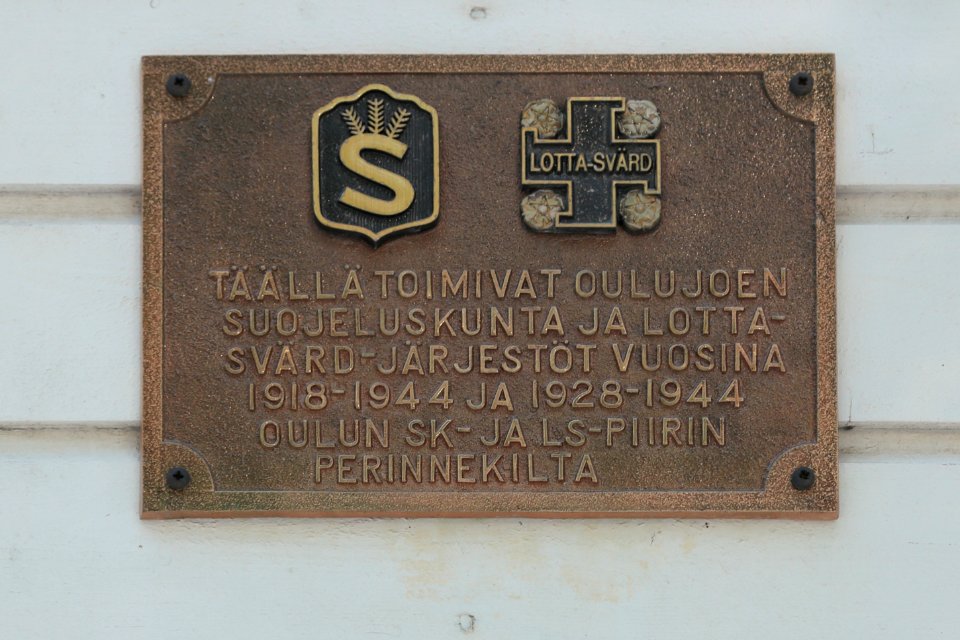 S
LOTTA-SVÄRD
TÄÄLLÄ TOIMIVAT OULUJOEN
SUOJELUSKUNTA JA LOTTA-
SVÄRD-JÄRJESTÖT VUOSINA
1918-1944 JA 1928-1944
OULUN SK-JA LS-PIIRIN
PERINNEKILTA